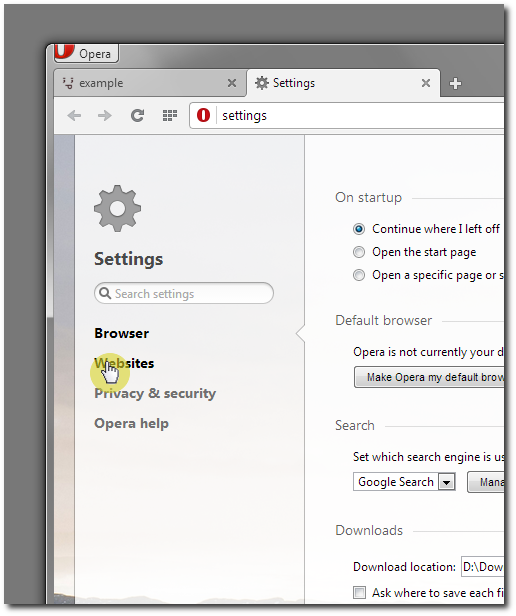 Opera
example
Settings
settings
Settings
Search settings
Browser
Websites
Privacy & security
Opera help
On startup
Continue where I left off
Open the start page
Open a specific page or s
Default browser
Opera is not currently your d
Make Opera my default brow
Search
Set which search engine is us
Google Search
Mana
Downloads
Download location: D:\Dow
Ask where to save each fi